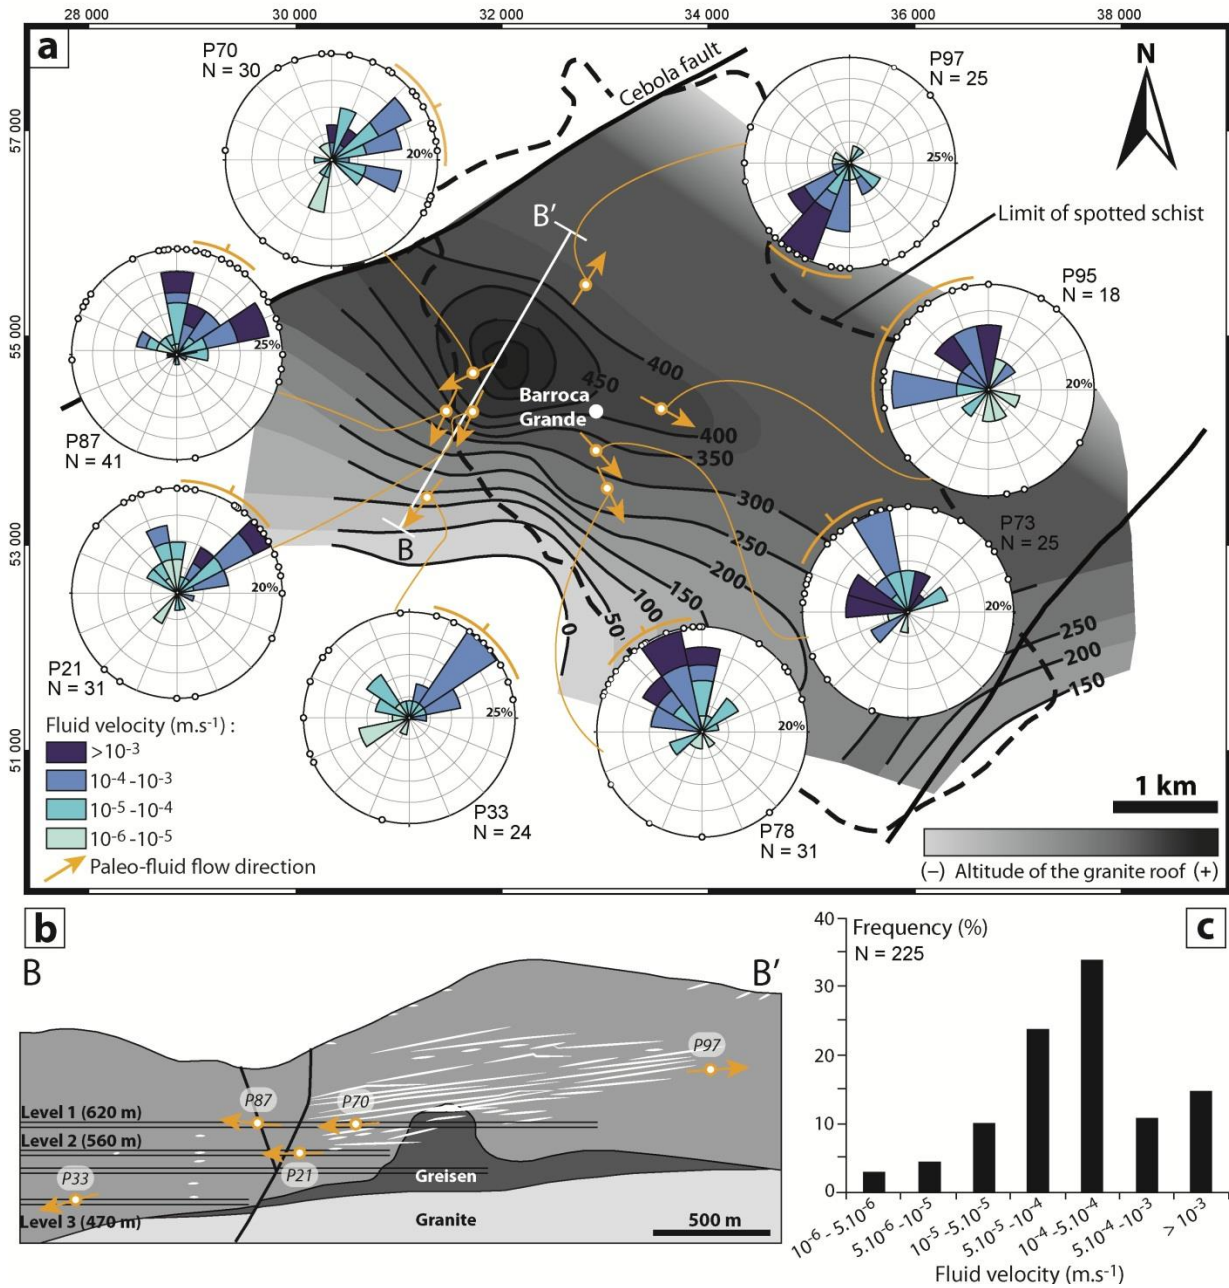 28 000
30 000
32 000
34 000
36 000
38 000
57 000
55 000
53 000
51 000
a
P70
N = 30
20%
Cebola fault
P97
N = 25
25%
N
Limit of spotted schist
B'
B
P87
N = 41
25%
P95
N = 18
20%
Barroca
Grande
450
400
400
350
300
250
200
150
100
50
0
250
200
150
P21
N = 31
20%
P33
N = 24
25%
P78
N = 31
20%
P73
N = 25
20%
Fluid velocity (m.s⁻¹) :
>10⁻³
10⁻⁴ -10⁻³
10⁻⁵ -10⁻⁴
10⁻⁶ -10⁻⁵
Paleo-fluid flow direction
1 km
(−) Altitude of the granite roof (+)
b
B
B'
P87
P70
P97
P21
P33
Level 1 (620 m)
Level 2 (560 m)
Level 3 (470 m)
Greisen
Granite
500 m
c
Frequency (%)
N = 225
40
30
20
10
0
10⁻⁶ - 5.10⁻⁶
5.10⁻⁶ -10⁻⁵
10⁻⁵ -5.10⁻⁵
5.10⁻⁵ -10⁻⁴
10⁻⁴ -5.10⁻⁴
5.10⁻⁴ -10⁻³
> 10⁻³
Fluid velocity (m.s⁻¹)